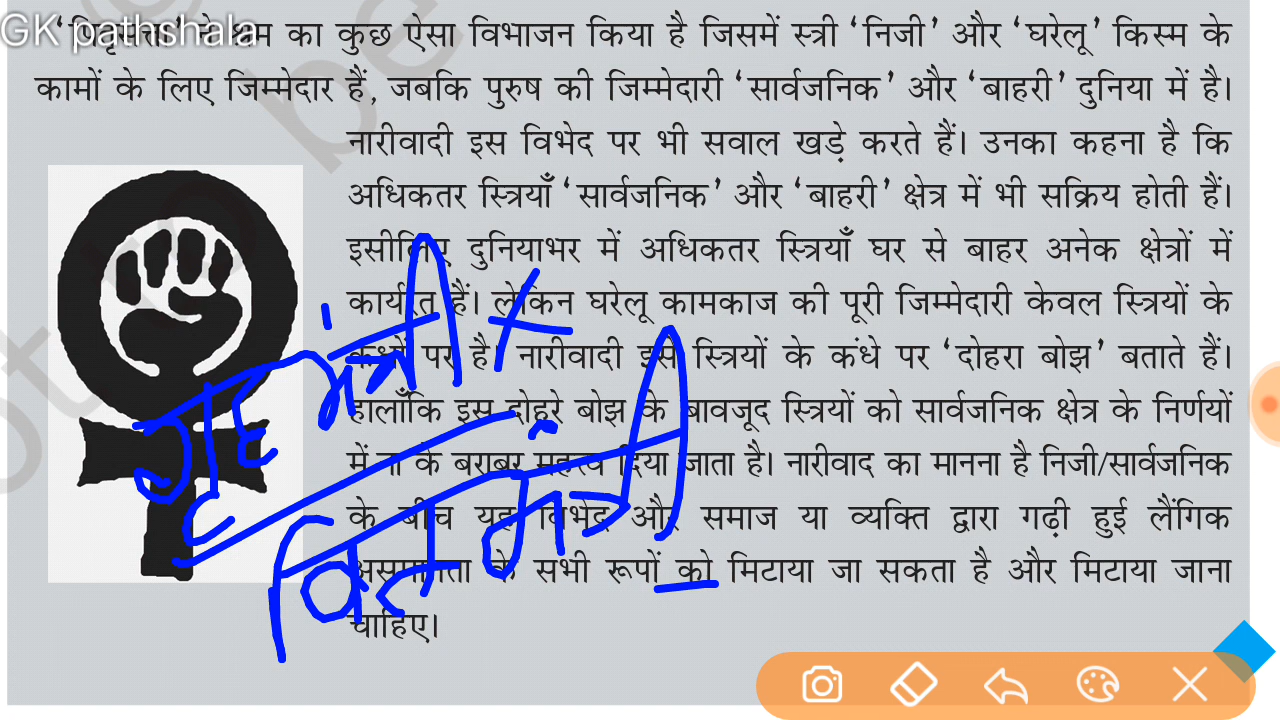 GK pathshala
'पितृसत्ता' ने श्रम का कुछ ऐसा विभाजन किया है जिसमें स्त्री 'निजी' और 'घरेलू' किस्म के
कामों के लिए जिम्मेदार हैं, जबकि पुरुष की जिम्मेदारी 'सार्वजनिक' और 'बाहरी' दुनिया में है।
नारीवादी इस विभेद पर भी सवाल खड़े करते हैं। उनका कहना है कि
अधिकतर स्त्रियाँ 'सार्वजनिक' और 'बाहरी' क्षेत्र में भी सक्रिय होती हैं।
इसीलिए दुनियाभर में अधिकतर स्त्रियाँ घर से बाहर अनेक क्षेत्रों में
कार्यरत हैं। लेकिन घरेलू कामकाज की पूरी जिम्मेदारी केवल स्त्रियों के
कंधों पर है। नारीवादी इसे स्त्रियों के कंधे पर 'दोहरा बोझ' बताते हैं।
हालाँकि इस दोहरे बोझ के बावजूद स्त्रियों को सार्वजनिक क्षेत्र के निर्णयों
में ना के बराबर महत्त्व दिया जाता है। नारीवाद का मानना है निजी/सार्वजनिक
के बीच यह विभेद और समाज या व्यक्ति द्वारा गढ़ी हुई लैंगिक
असमानता के सभी रूपों को मिटाया जा सकता है और मिटाया जाना
चाहिए।
गृह मंत्री
वित्त मंत्री